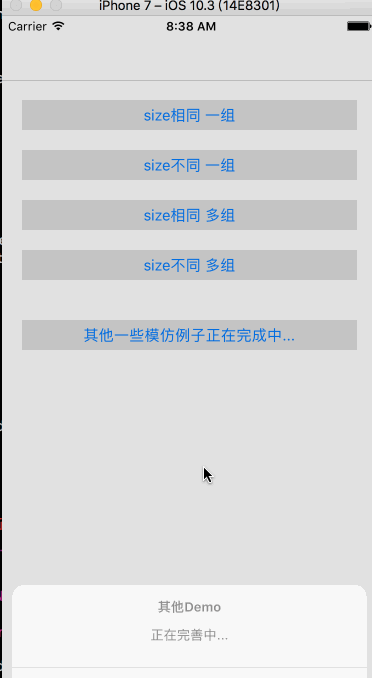 iPhone 7 – iOS 10.3 (14E8301)
Carrier 8:38 AM
size相同 一组
size不同 一组
size相同 多组
size不同 多组
其他一些模仿例子正在完成中...
其他Demo
正在完善中...